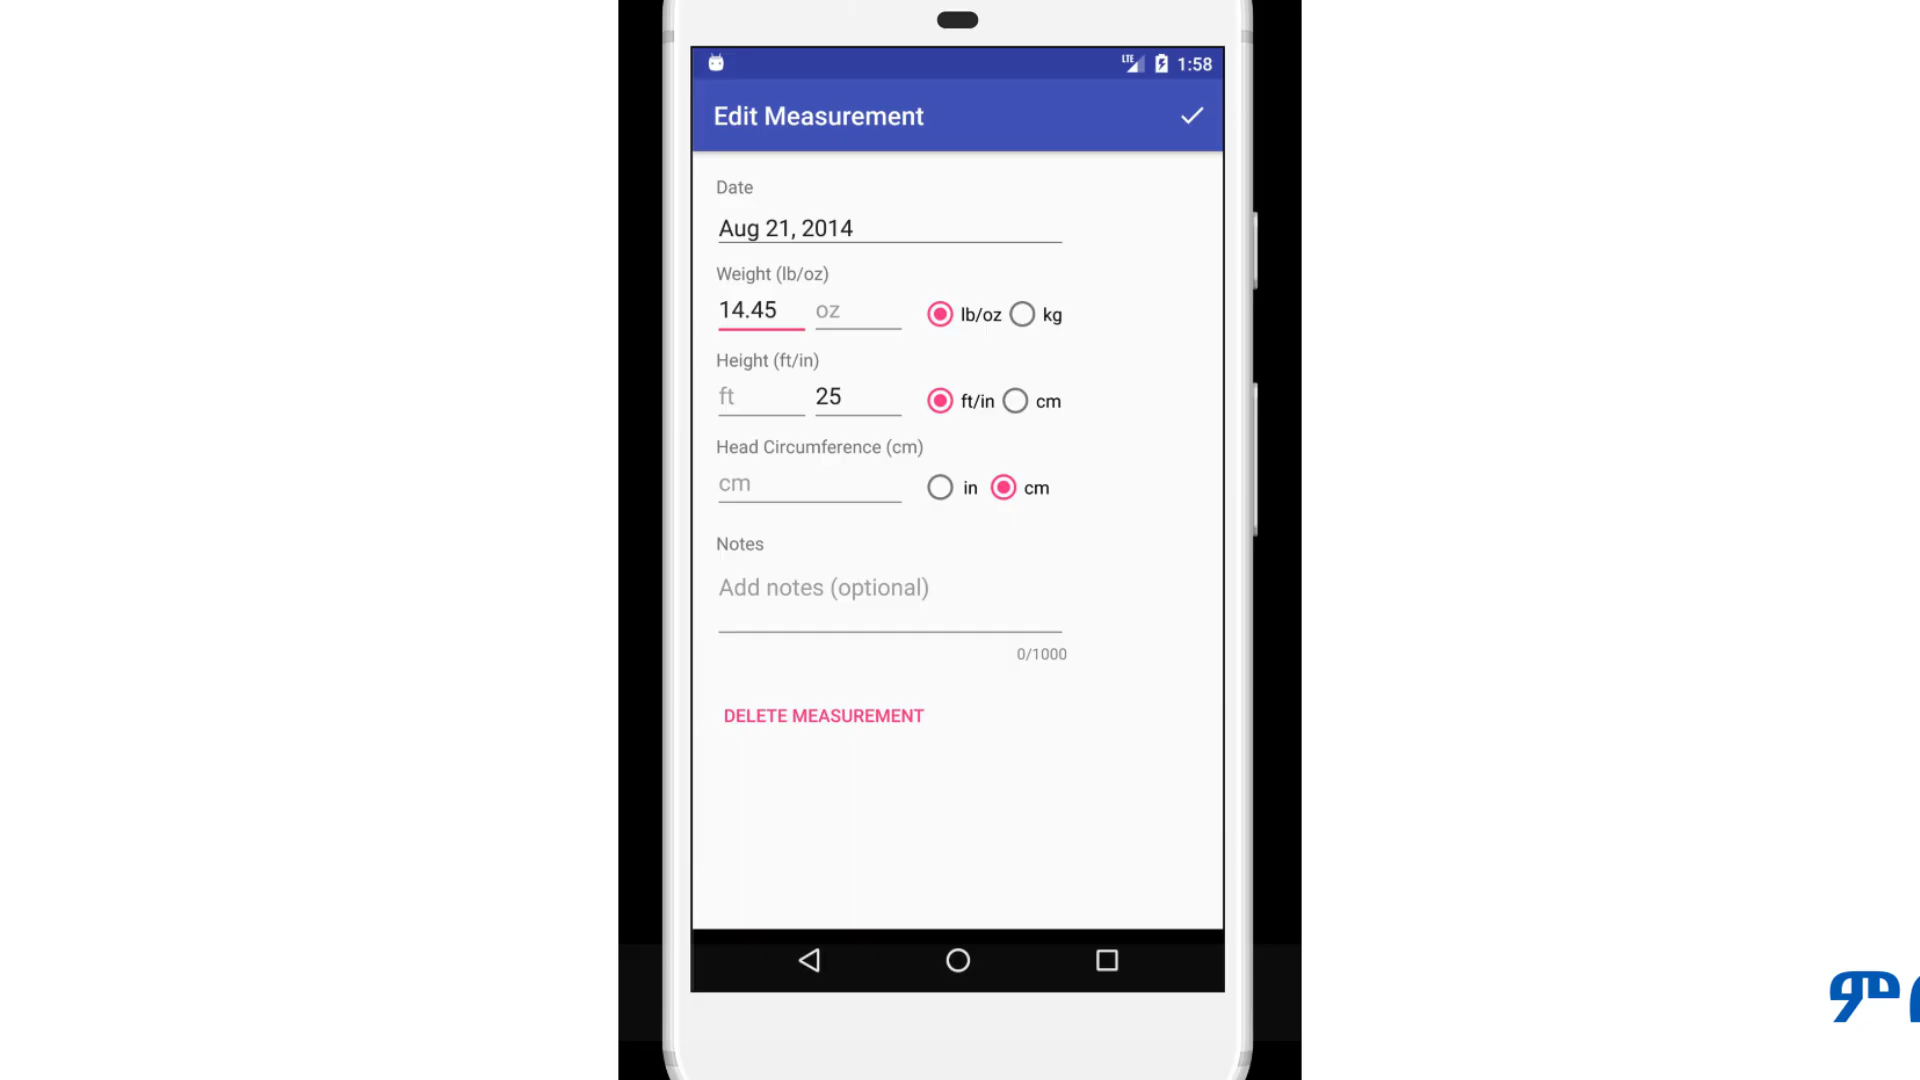 LTE 1:58
Edit Measurement
Date
Aug 21, 2014
Weight (lb/oz)
14.45 oz lb/oz kg
Height (ft/in)
ft 25 ft/in cm
Head Circumference (cm)
cm in cm
Notes
Add notes (optional)
0/1000
DELETE MEASUREMENT